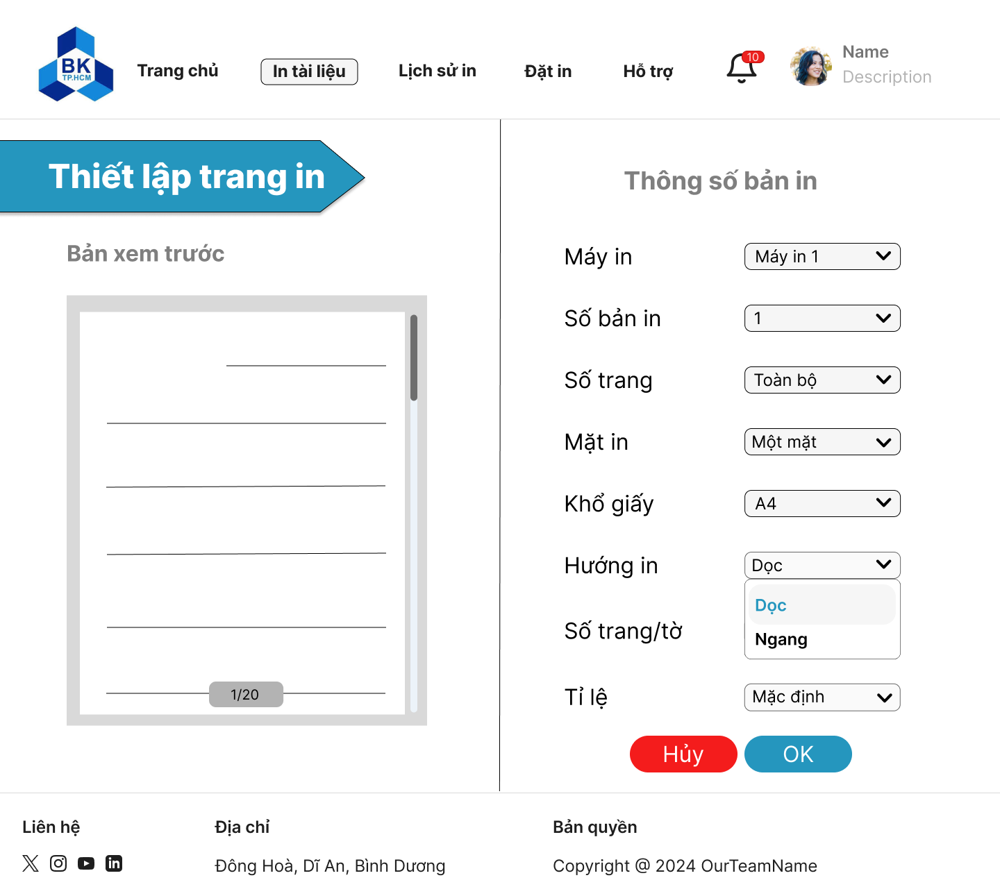 BK
TP.HCM
Trang chủ
In tài liệu
Lịch sử in
Đặt in
Hỗ trợ
10
Name
Description
Thiết lập trang in
Bản xem trước
1/20
Thông số bản in
Máy in
Máy in 1
Số bản in
1
Số trang
Toàn bộ
Mặt in
Một mặt
Khổ giấy
A4
Hướng in
Dọc
Dọc
Ngang
Số trang/tờ
Tỉ lệ
Mặc định
Hủy
OK
Liên hệ
Địa chỉ
Đông Hoà, Dĩ An, Bình Dương
Bản quyền
Copyright @ 2024 OurTeamName